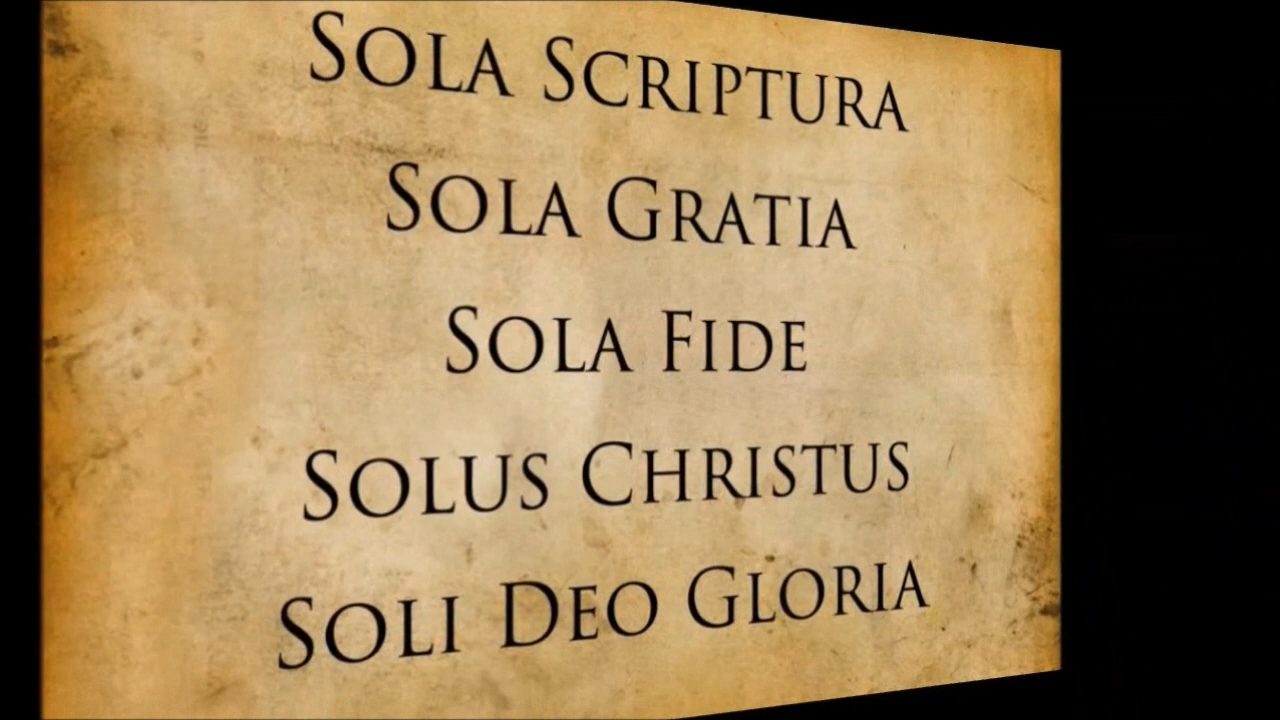 Sola Scriptura
Sola Gratia
Sola Fide
Solus Christus
Soli Deo Gloria